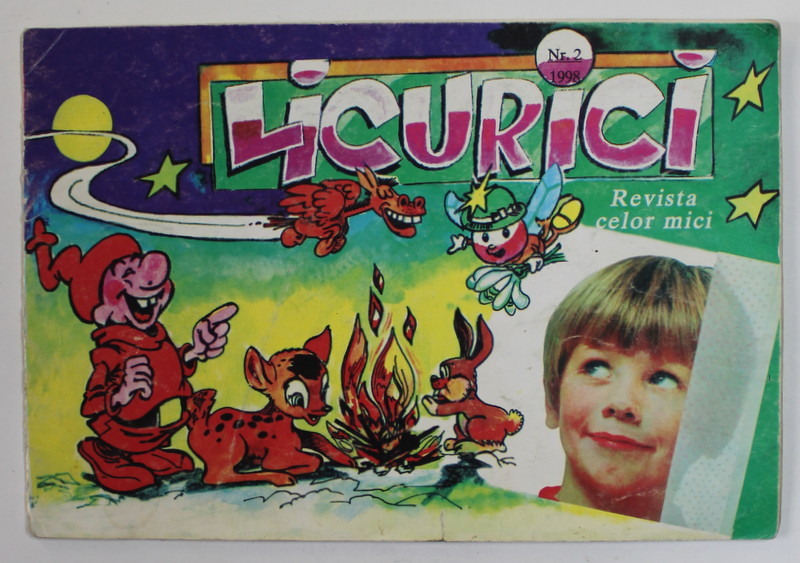 Nr. 2
1998
LICURICI
Revista
celor mici